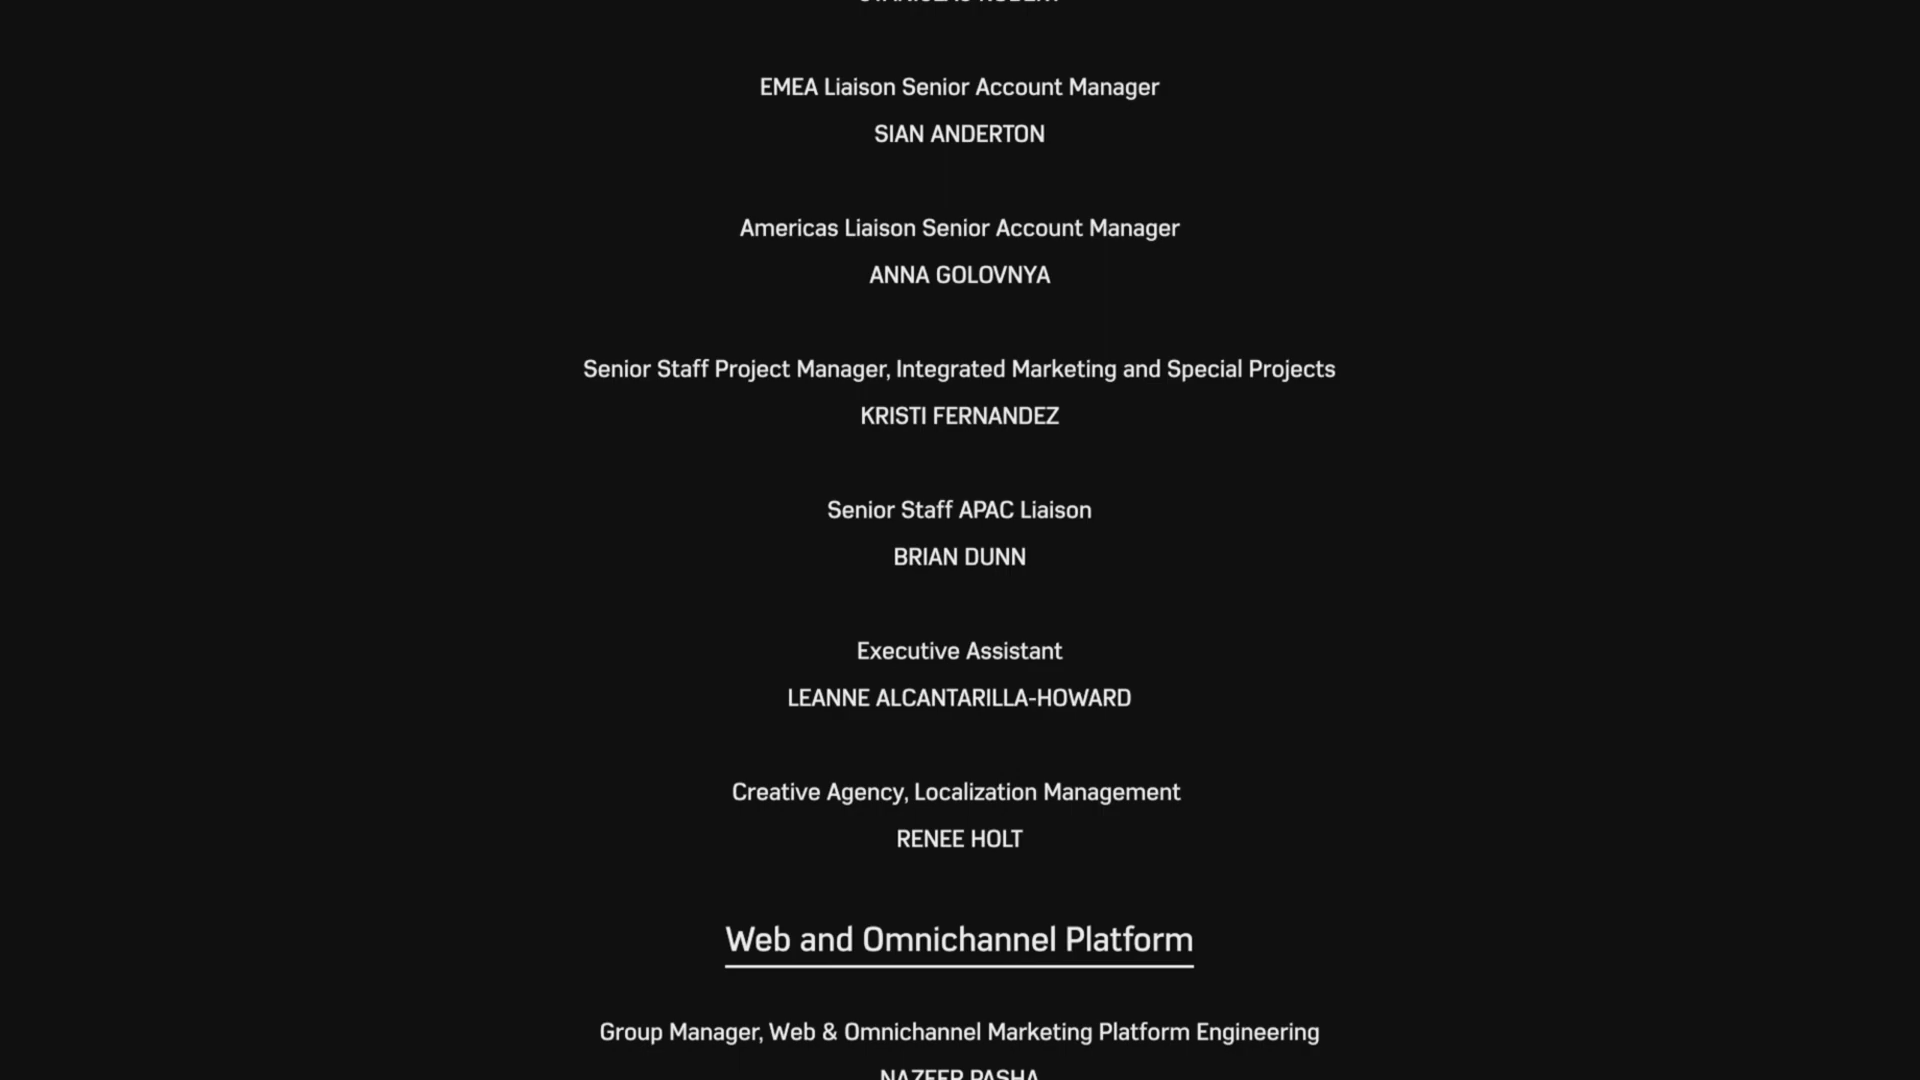 EMEA Liaison Senior Account Manager
SIAN ANDERTON
Americas Liaison Senior Account Manager
ANNA GOLOVNYA
Senior Staff Project Manager, Integrated Marketing and Special Projects
KRISTI FERNANDEZ
Senior Staff APAC Liaison
BRIAN DUNN
Executive Assistant
LEANNE ALCANTARILLA-HOWARD
Creative Agency, Localization Management
RENEE HOLT
Web and Omnichannel Platform
Group Manager, Web & Omnichannel Marketing Platform Engineering
NAZEER PASHA